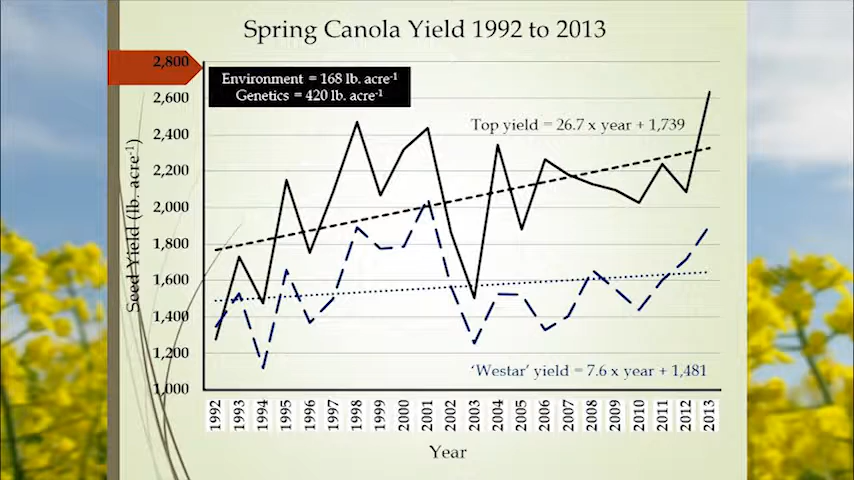 Spring Canola Yield 1992 to 2013
Environment = 168 lb. acre⁻¹
Genetics = 420 lb. acre⁻¹
Top yield = 26.7 x year + 1,739
'Westar' yield = 7.6 x year + 1,481
Seed Yield (lb. acre⁻¹)
2,800
2,600
2,400
2,200
2,000
1,800
1,600
1,400
1,200
1,000
1992 1993 1994 1995 1996 1997 1998 1999 2000 2001 2002 2003 2004 2005 2006 2007 2008 2009 2010 2011 2012 2013
Year